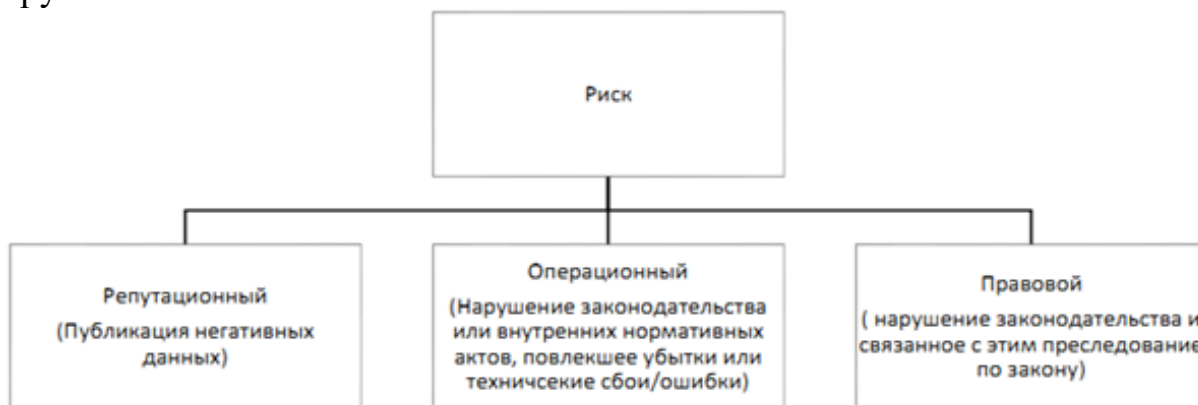 Риск
Репутационный
(Публикация негативных
данных)
Операционный
(Нарушение законодательства
или внутренних нормативных
актов, повлекшее убытки или
техничсекие сбои/ошибки)
Правовой
( нарушение законодательства и
связанное с этим преследование
по закону)